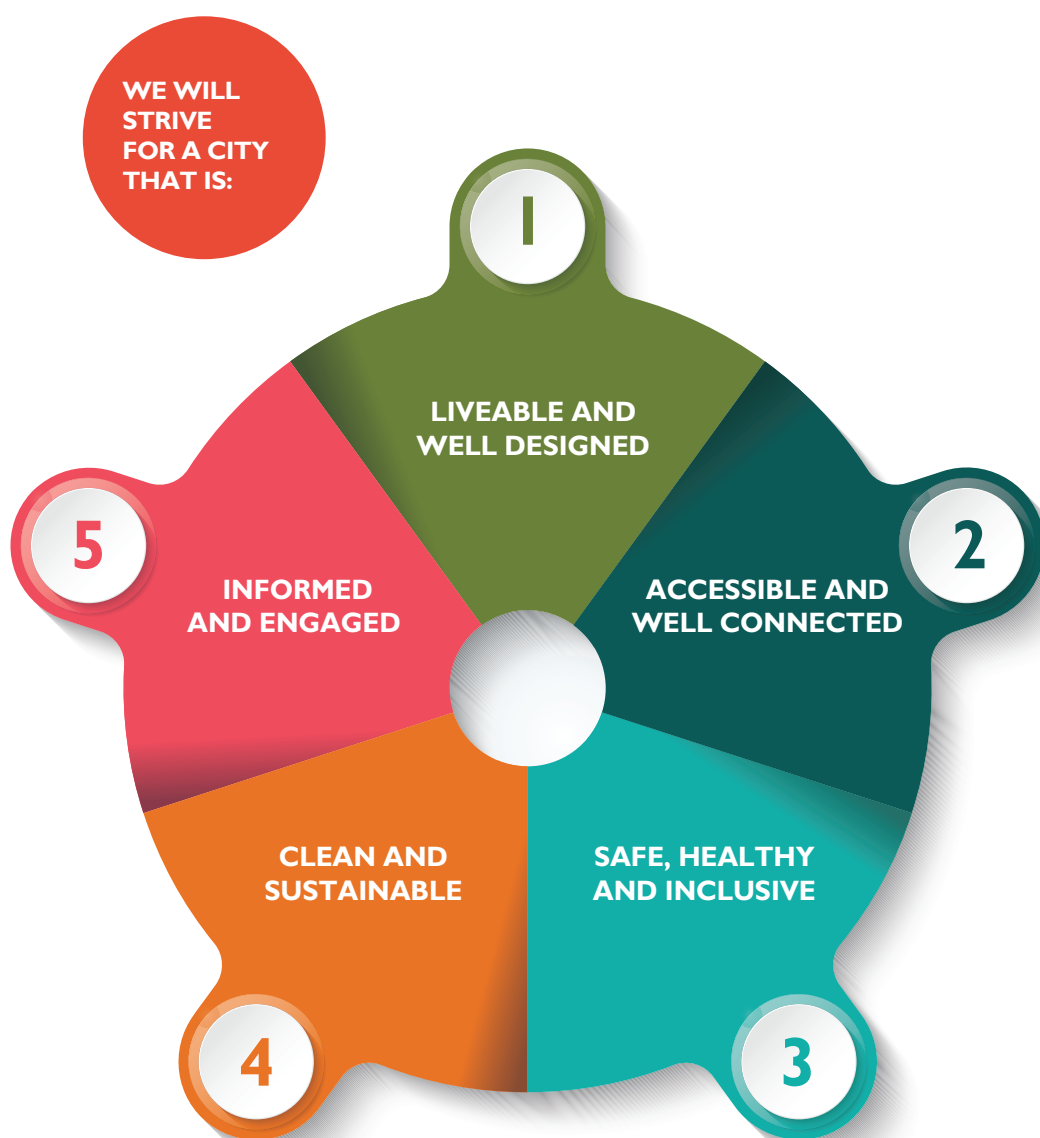 WE WILL
STRIVE
FOR A CITY
THAT IS:
1
LIVEABLE AND
WELL DESIGNED
2
ACCESSIBLE AND
WELL CONNECTED
3
SAFE, HEALTHY
AND INCLUSIVE
4
CLEAN AND
SUSTAINABLE
5
INFORMED
AND ENGAGED